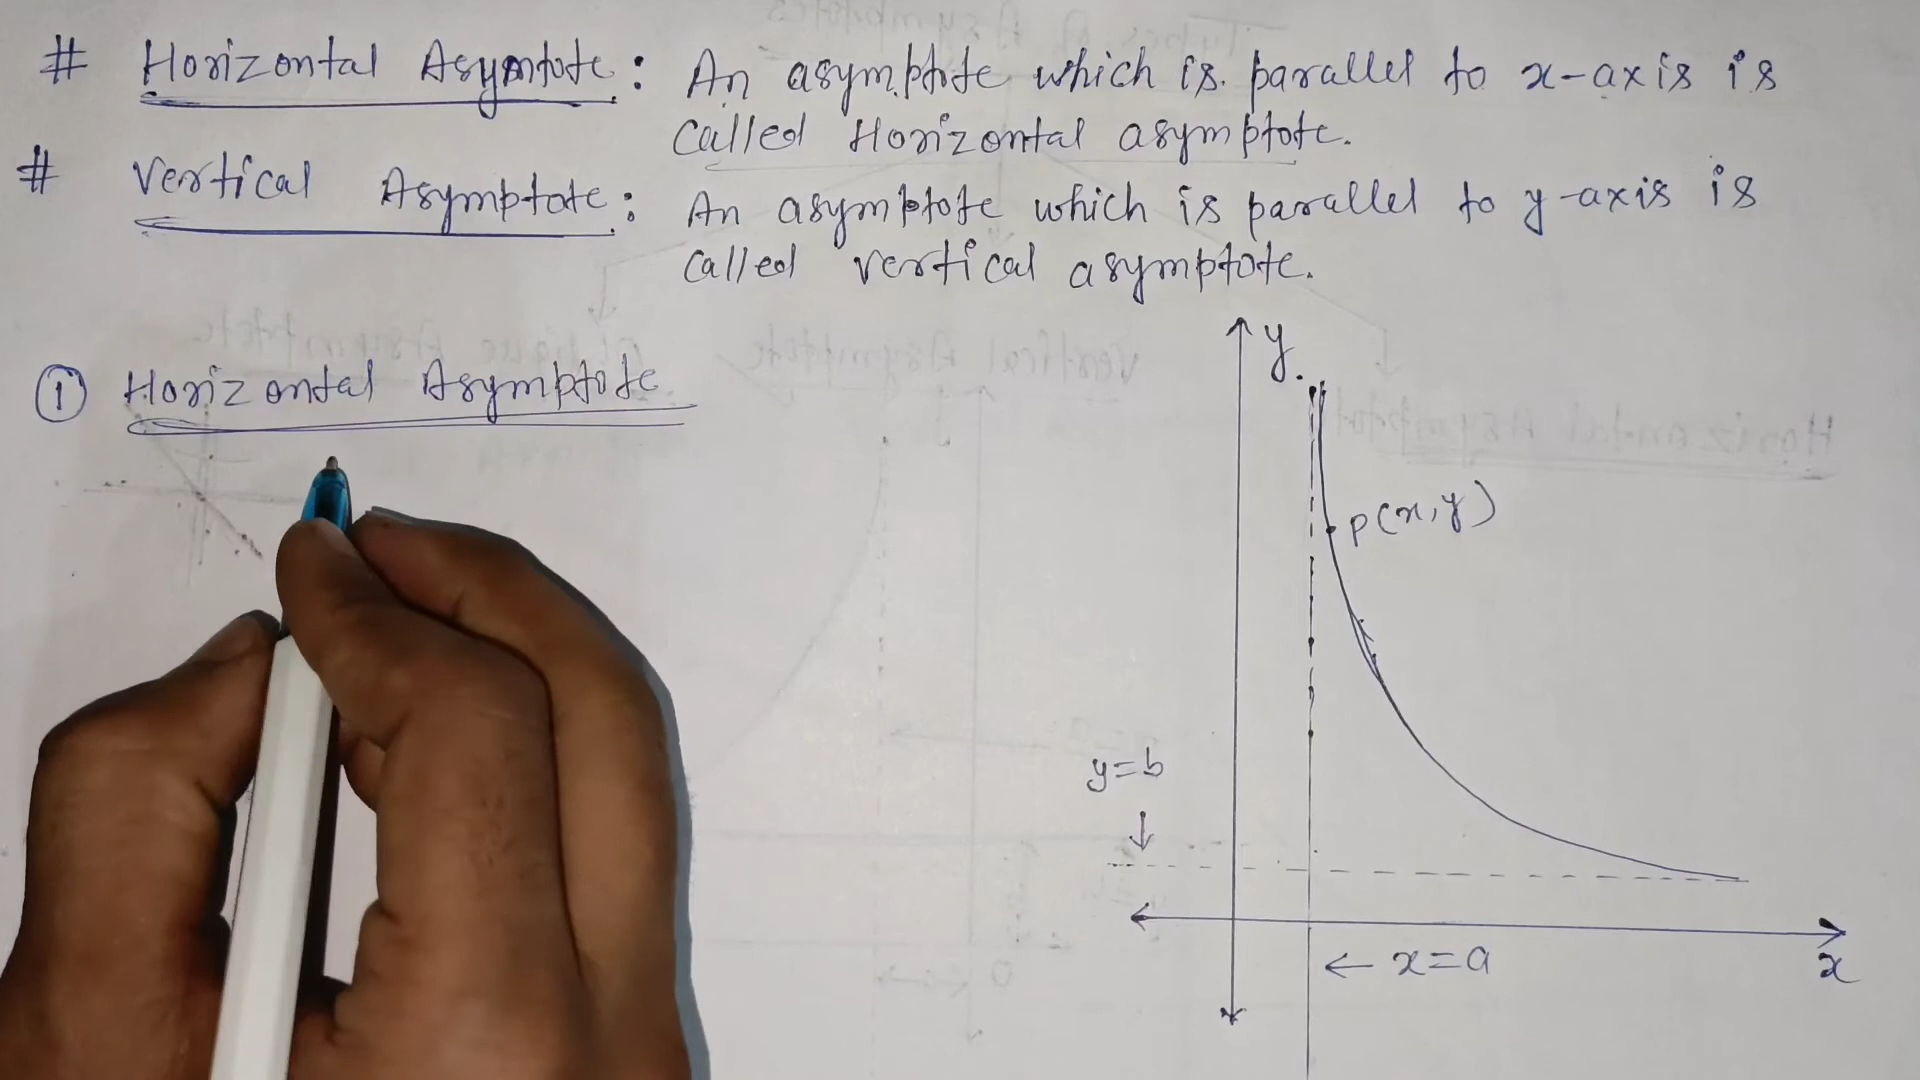 # Horizontal Asymptote : An asymptote which is parallel to x-axis is
called Horizontal asymptote.
# Vertical Asymptote : An asymptote which is parallel to y-axis is
called vertical asymptote.
① Horizontal Asymptote
y
P(x,y)
y=b
↓
← x=a
x